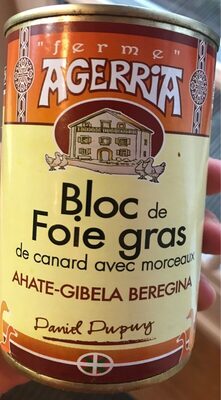 "ferme"
AGERRIA
Bloc de
Foie gras
de canard avec morceaux
AHATE-GIBELA BEREGINA
Daniel Dupuy